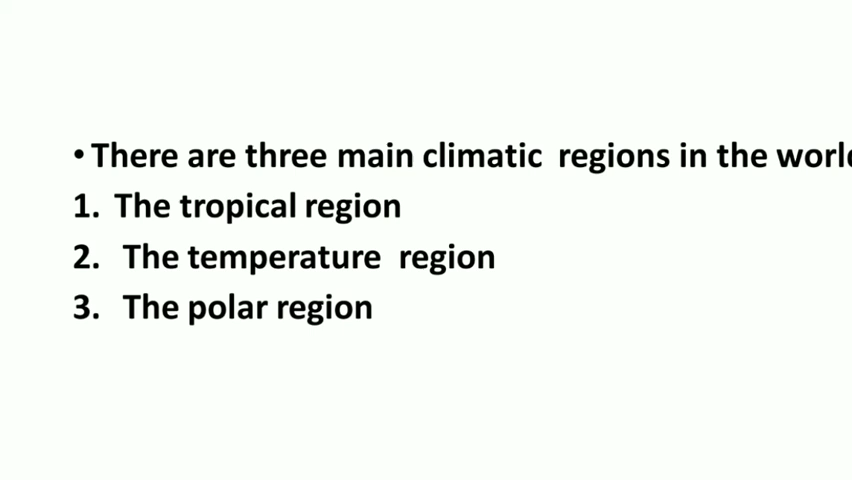 • There are three main climatic regions in the worl
1. The tropical region
2. The temperature region
3. The polar region